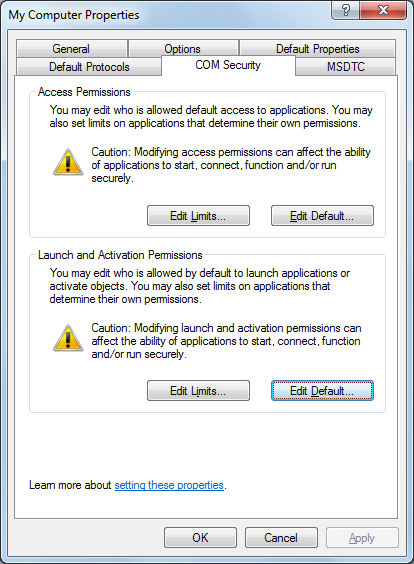 My Computer Properties
General Options Default Properties
Default Protocols COM Security MSDTC
Access Permissions
You may edit who is allowed default access to applications. You may
also set limits on applications that determine their own permissions.
Caution: Modifying access permissions can affect the ability
of applications to start, connect, function and/or run
securely.
Edit Limits... Edit Default...
Launch and Activation Permissions
You may edit who is allowed by default to launch applications or
activate objects. You may also set limits on applications that
determine their own permissions.
Caution: Modifying launch and activation permissions can
affect the ability of applications to start, connect, function
and/or run securely.
Edit Limits... Edit Default...
Learn more about setting these properties.
OK Cancel Apply